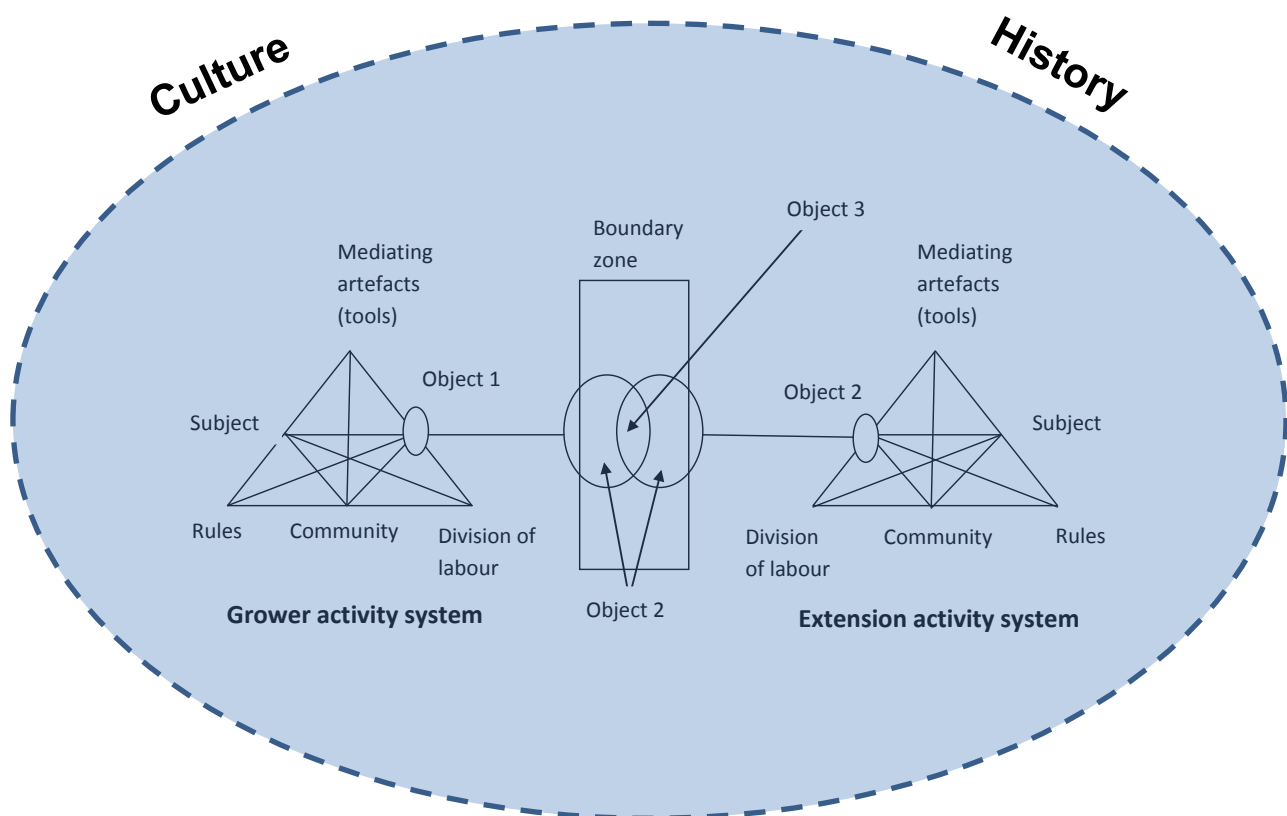 Culture
History
Object 3
Boundary
zone
Mediating
artefacts
(tools)
Mediating
artefacts
(tools)
Object 1
Object 2
Subject
Subject
Rules
Community
Division of
labour
Division
of labour
Community
Rules
Object 2
Grower activity system
Extension activity system